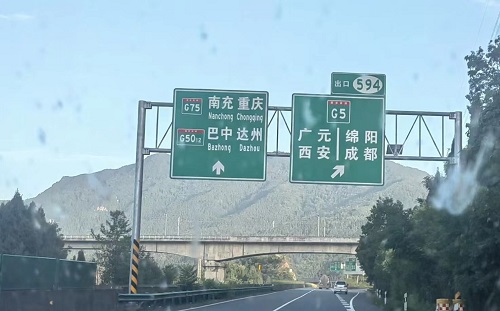 G75 南充 重庆
Nanchong Chongqing
G5012 巴中 达州
Bazhong Dazhou
出口 594
G5
广元 绵阳
西安 成都